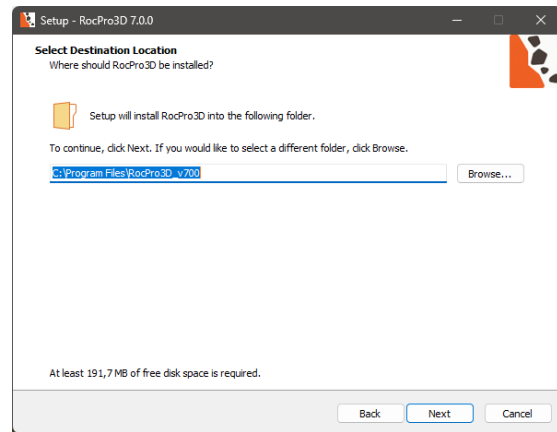 Setup - RocPro3D 7.0.0
Select Destination Location
Where should RocPro3D be installed?
Setup will install RocPro3D into the following folder.
To continue, click Next. If you would like to select a different folder, click Browse.
C:\Program Files\RocPro3D_v700
Browse...
At least 191,7 MB of free disk space is required.
Back
Next
Cancel